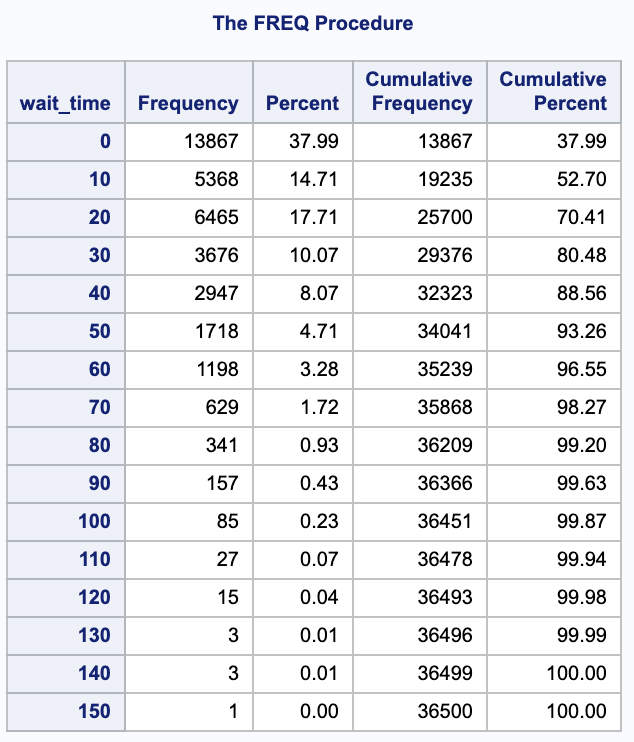 The FREQ Procedure
wait_time Frequency Percent Cumulative Frequency Cumulative Percent
0 13867 37.99 13867 37.99
10 5368 14.71 19235 52.70
20 6465 17.71 25700 70.41
30 3676 10.07 29376 80.48
40 2947 8.07 32323 88.56
50 1718 4.71 34041 93.26
60 1198 3.28 35239 96.55
70 629 1.72 35868 98.27
80 341 0.93 36209 99.20
90 157 0.43 36366 99.63
100 85 0.23 36451 99.87
110 27 0.07 36478 99.94
120 15 0.04 36493 99.98
130 3 0.01 36496 99.99
140 3 0.01 36499 100.00
150 1 0.00 36500 100.00